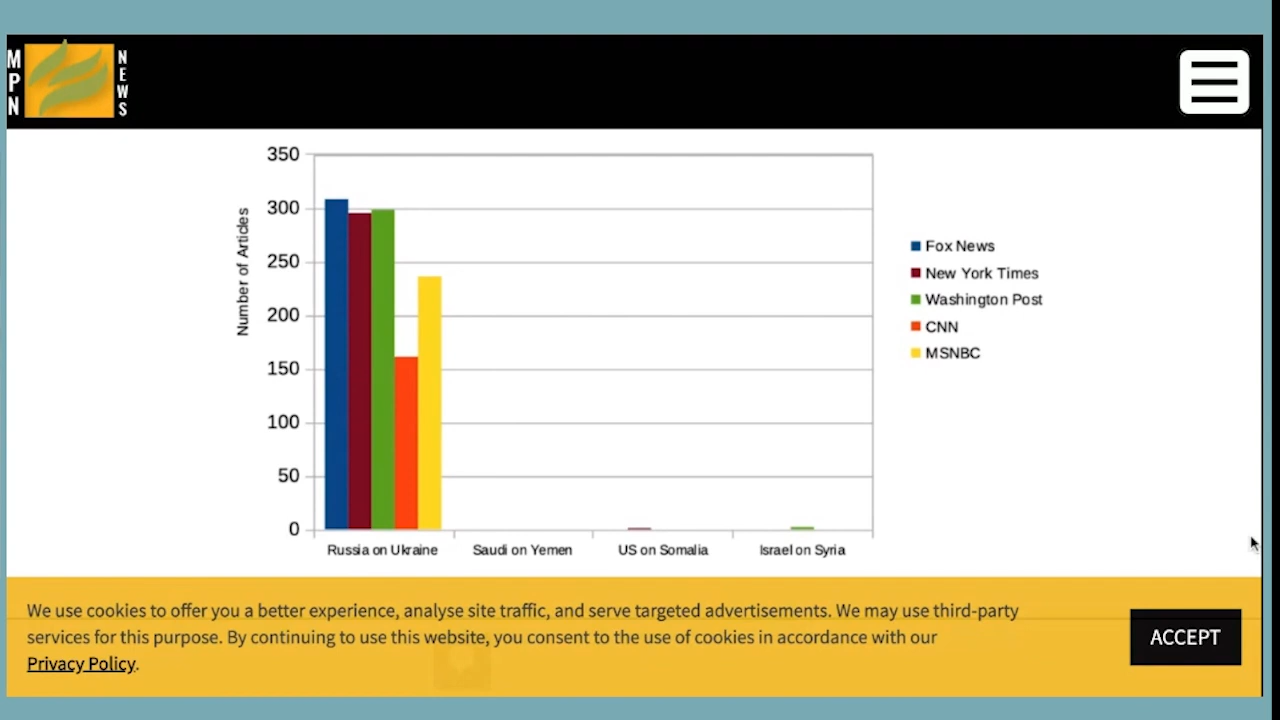 MPN
NEWS
350
300
250
200
150
100
50
0
Number of Articles
Fox News
New York Times
Washington Post
CNN
MSNBC
Russia on Ukraine
Saudi on Yemen
US on Somalia
Israel on Syria
We use cookies to offer you a better experience, analyse site traffic, and serve targeted advertisements. We may use third-party
services for this purpose. By continuing to use this website, you consent to the use of cookies in accordance with our
Privacy Policy.
ACCEPT